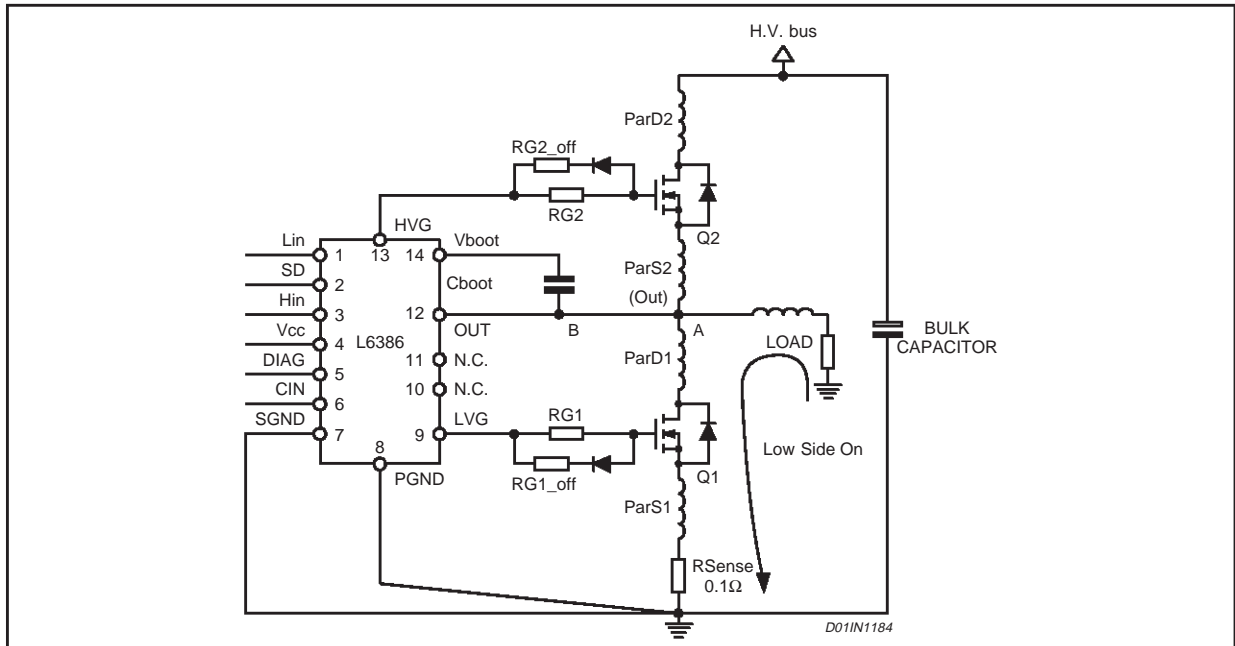 H.V. bus
ParD2
RG2_off
RG2
Q2
HVG
Lin
1
13
14
Vboot
SD
2
ParS2
Cboot
(Out)
Hin
3
12
OUT
B
A
Vcc
4
L6386
11
N.C.
LOAD
BULK
CAPACITOR
DIAG
5
ParD1
10
N.C.
CIN
6
SGND
7
8
9
LVG
RG1
Low Side On
PGND
RG1_off
Q1
ParS1
RSense
0.1Ω
D01IN1184